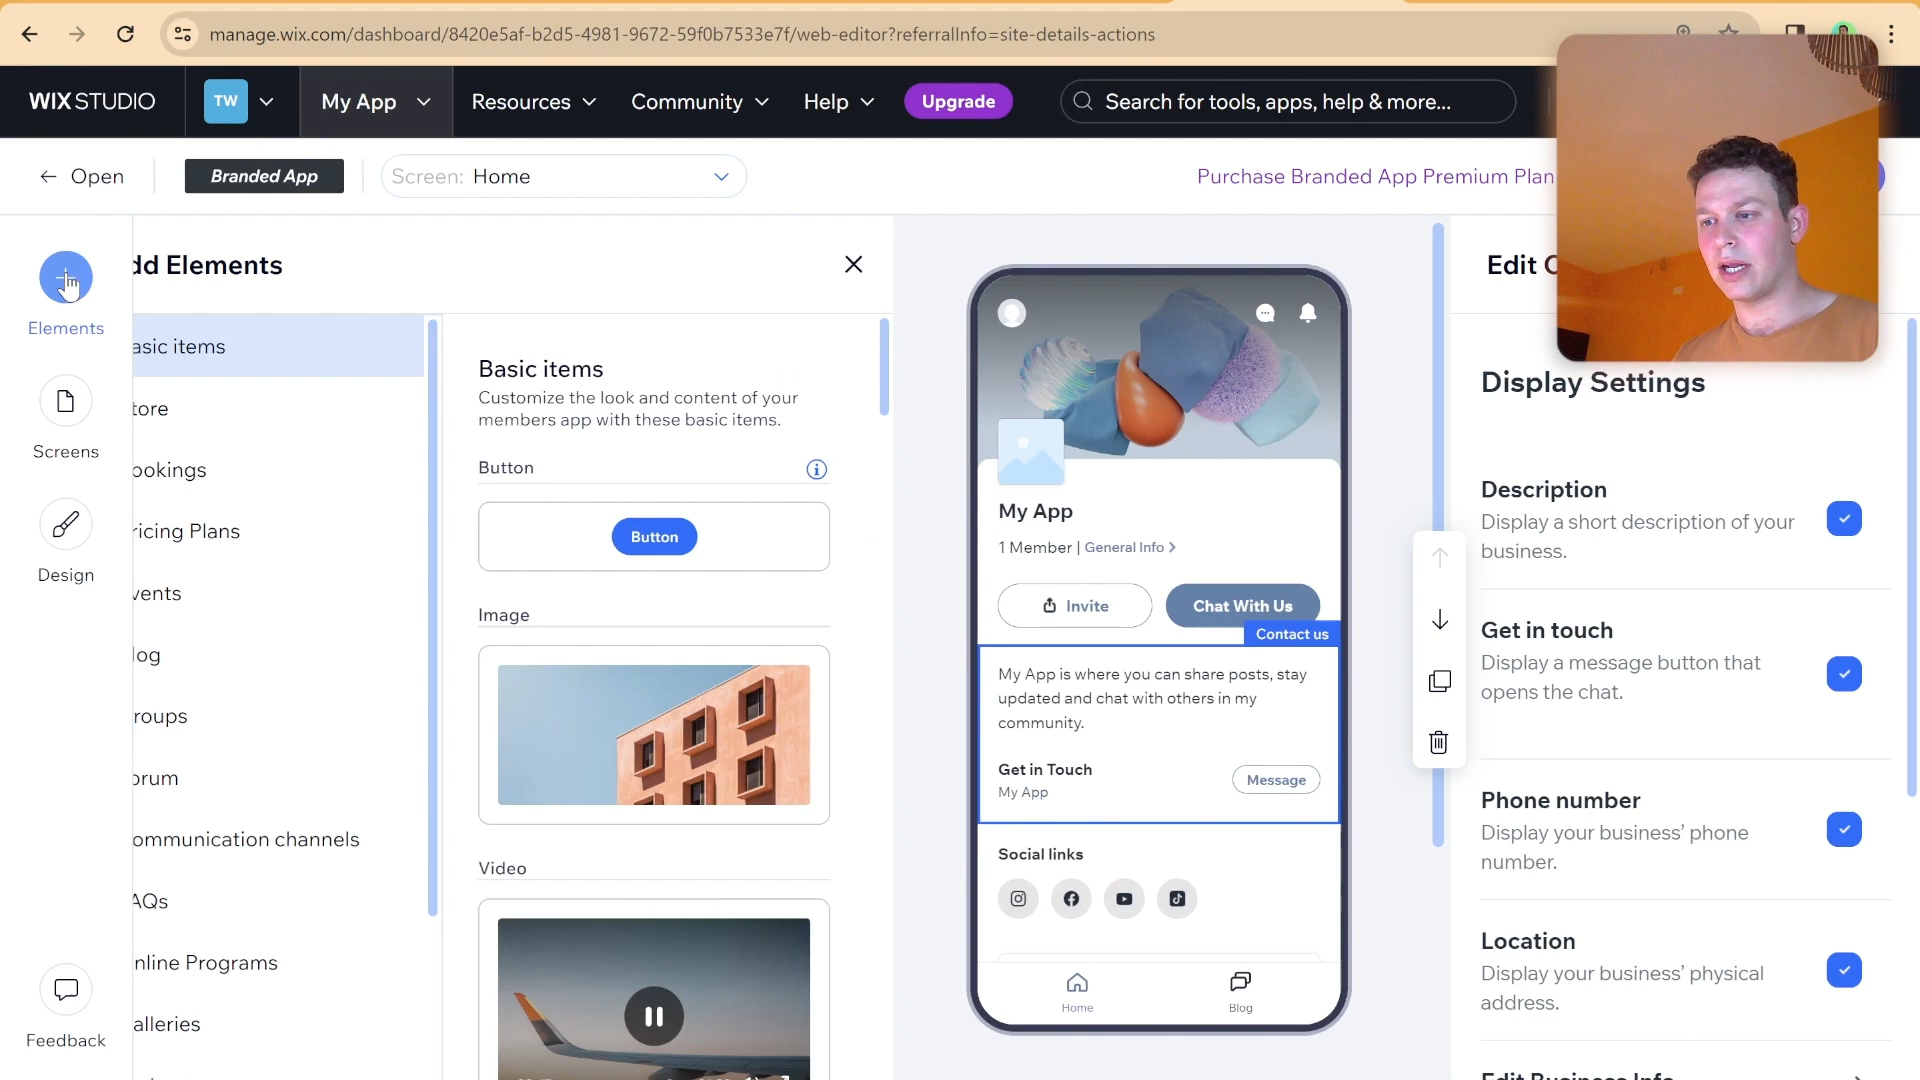 manage.wix.com/dashboard/8420e5af-b2d5-4981-9672-59f0b7533e7f/web-editor?referralInfo=site-details-actions
WIX STUDIO
TW
My App
Resources
Community
Help
Upgrade
Search for tools, apps, help & more...
Open
Branded App
Screen: Home
Purchase Branded App Premium Plan
Elements
Screens
Design
Feedback
dd Elements
asic items
tore
ookings
ricing Plans
vents
log
roups
orum
ommunication channels
AQs
nline Programs
alleries
Basic items
Customize the look and content of your
members app with these basic items.
Button
Button
Image
Video
My App
1 Member | General Info
Invite
Chat With Us
Contact us
My App is where you can share posts, stay
updated and chat with others in my
community.
Get in Touch
My App
Message
Social links
Home
Blog
Edit
Display Settings
Description
Display a short description of your
business.
Get in touch
Display a message button that
opens the chat.
Phone number
Display your business’ phone
number.
Location
Display your business’ physical
address.
Edit Business Info